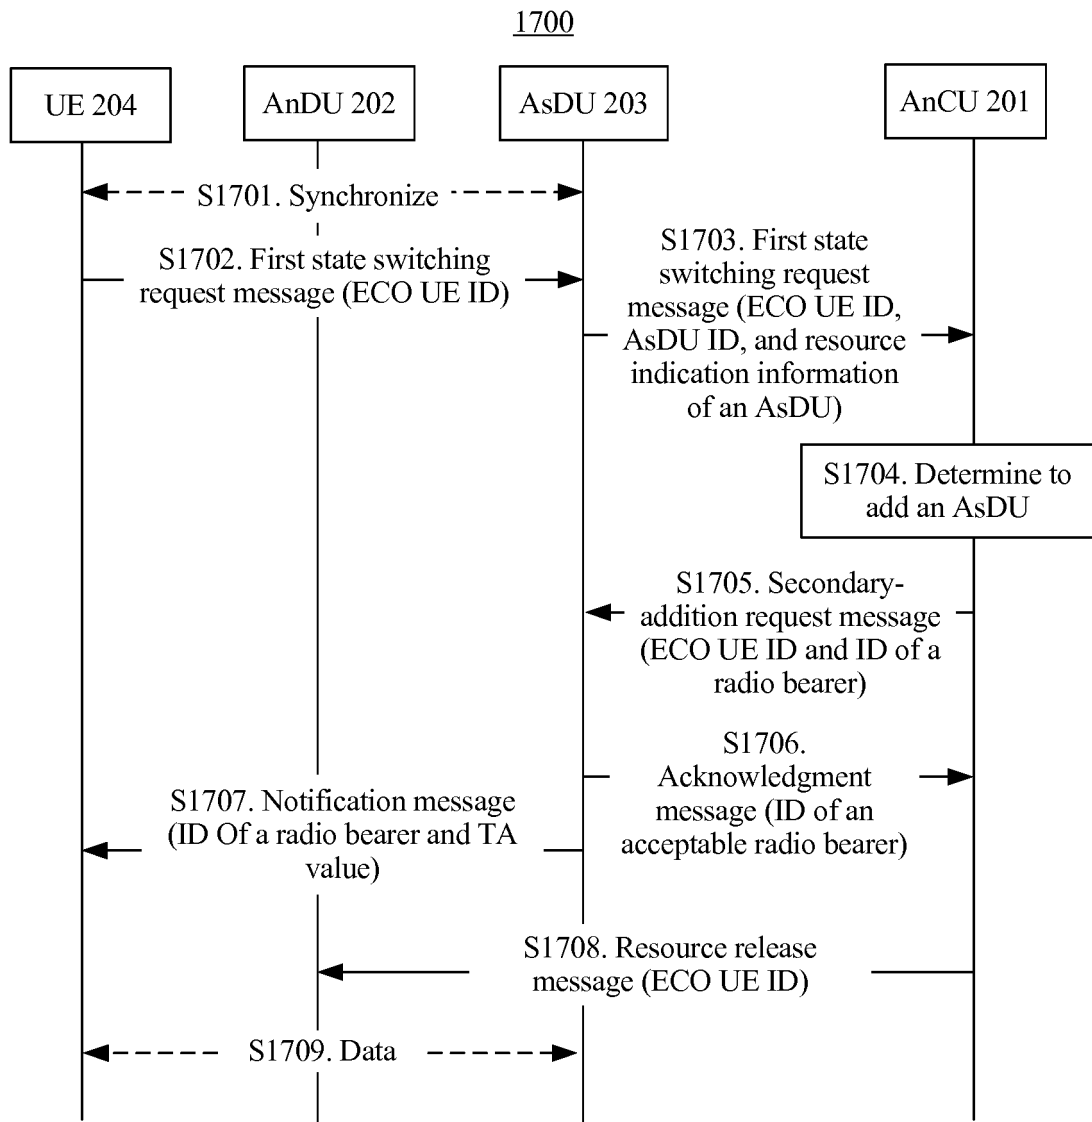 1700
UE 204
AnDU 202
AsDU 203
AnCU 201
S1701. Synchronize
S1702. First state switching
request message (ECO UE ID)
S1703. First state
switching request
message (ECO UE ID,
AsDU ID, and resource
indication information
of an AsDU)
S1704. Determine to
add an AsDU
S1705. Secondary-
addition request message
(ECO UE ID and ID of a
radio bearer)
S1706.
Acknowledgment
message (ID of an
acceptable radio bearer)
S1707. Notification message
(ID Of a radio bearer and TA
value)
S1708. Resource release
message (ECO UE ID)
S1709. Data